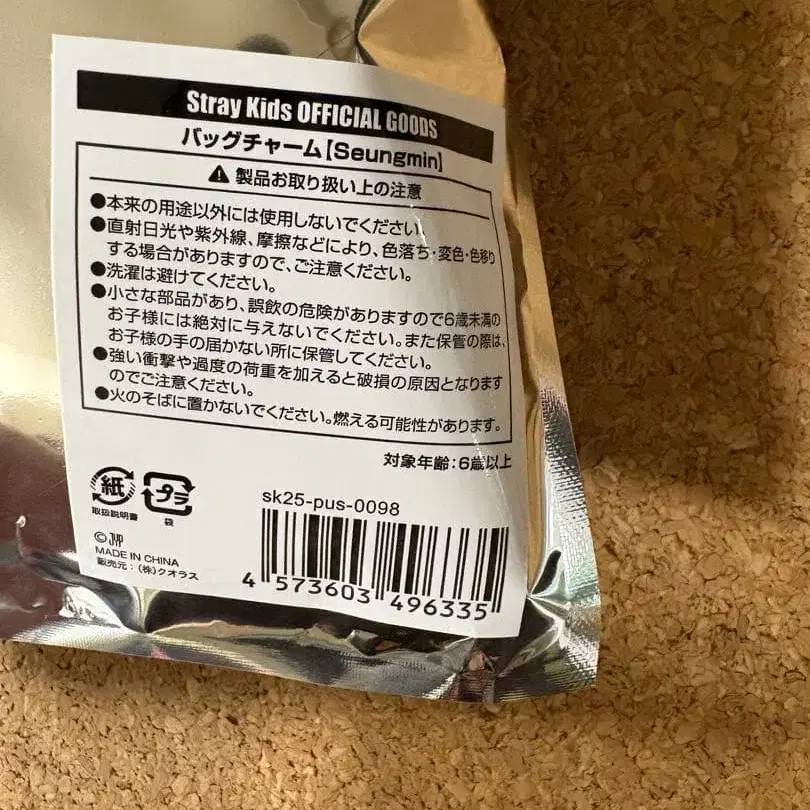 Stray Kids OFFICIAL GOODS
バッグチャーム【Seungmin】
⚠ 製品お取り扱い上の注意
●本来の用途以外には使用しないでください。
●直射日光や紫外線、摩擦などにより、色落ち・変色・色移り
する場合がありますので、ご注意ください。
●洗濯は避けてください。
●小さな部品があり、誤飲の危険がありますので6歳未満の
お子様には絶対に与えないでください。また保管の際は、
お子様の手の届かない所に保管してください。
●強い衝撃や過度の荷重を加えると破損の原因となります
のでご注意ください。
●火のそばに置かないでください。燃える可能性があります。
対象年齢:6歳以上
紙
取扱説明書
プラ
袋
sk25-pus-0098
©JYP
MADE IN CHINA
販売元:(株)クオラス
4 573603 496335